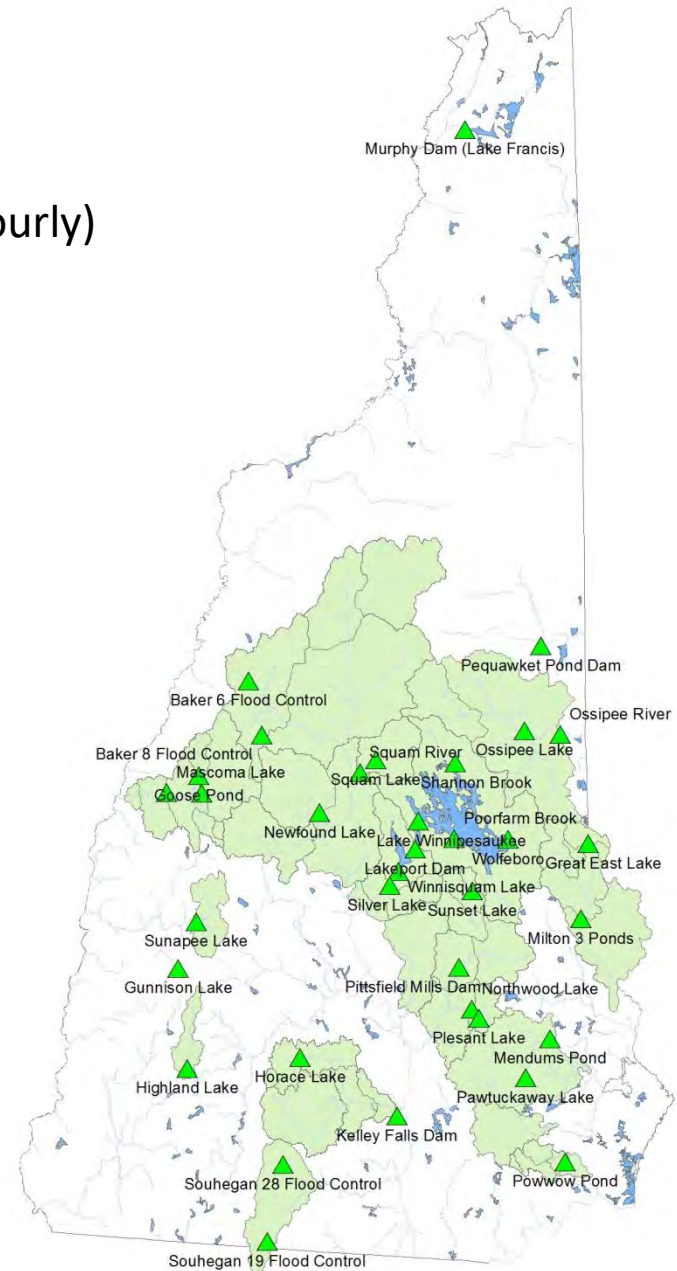 ourly)
Murphy Dam (Lake Francis)
Pequawket Pond Dam
Baker 6 Flood Control
Ossipee River
Ossipee Lake
Baker 8 Flood Control
Squam River
Mascoma Lake
Squam Lake
Shannon Brook
Goose Pond
Newfound Lake
Poorfarm Brook
Lake Winnipesaukee
Wolfeboro
Great East Lake
Lakeport Dam
Winnisquam Lake
Silver Lake
Sunset Lake
Sunapee Lake
Milton 3 Ponds
Gunnison Lake
Pittsfield Mills Dam
Northwood Lake
Plesant Lake
Mendums Pond
Highland Lake
Horace Lake
Pawtuckaway Lake
Kelley Falls Dam
Souhegan 28 Flood Control
Powwow Pond
Souhegan 19 Flood Control